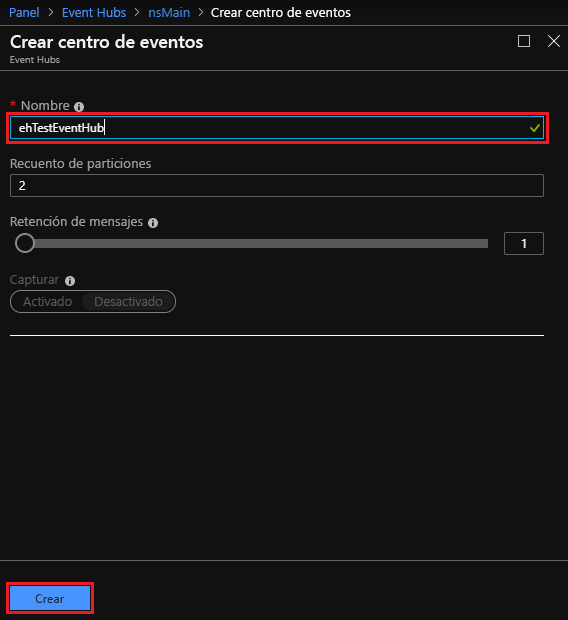 Panel > Event Hubs > nsMain > Crear centro de eventos
Crear centro de eventos
Event Hubs
* Nombre
ehTestEventHub
Recuento de particiones
2
Retención de mensajes
1
Capturar
Activado Desactivado
Crear